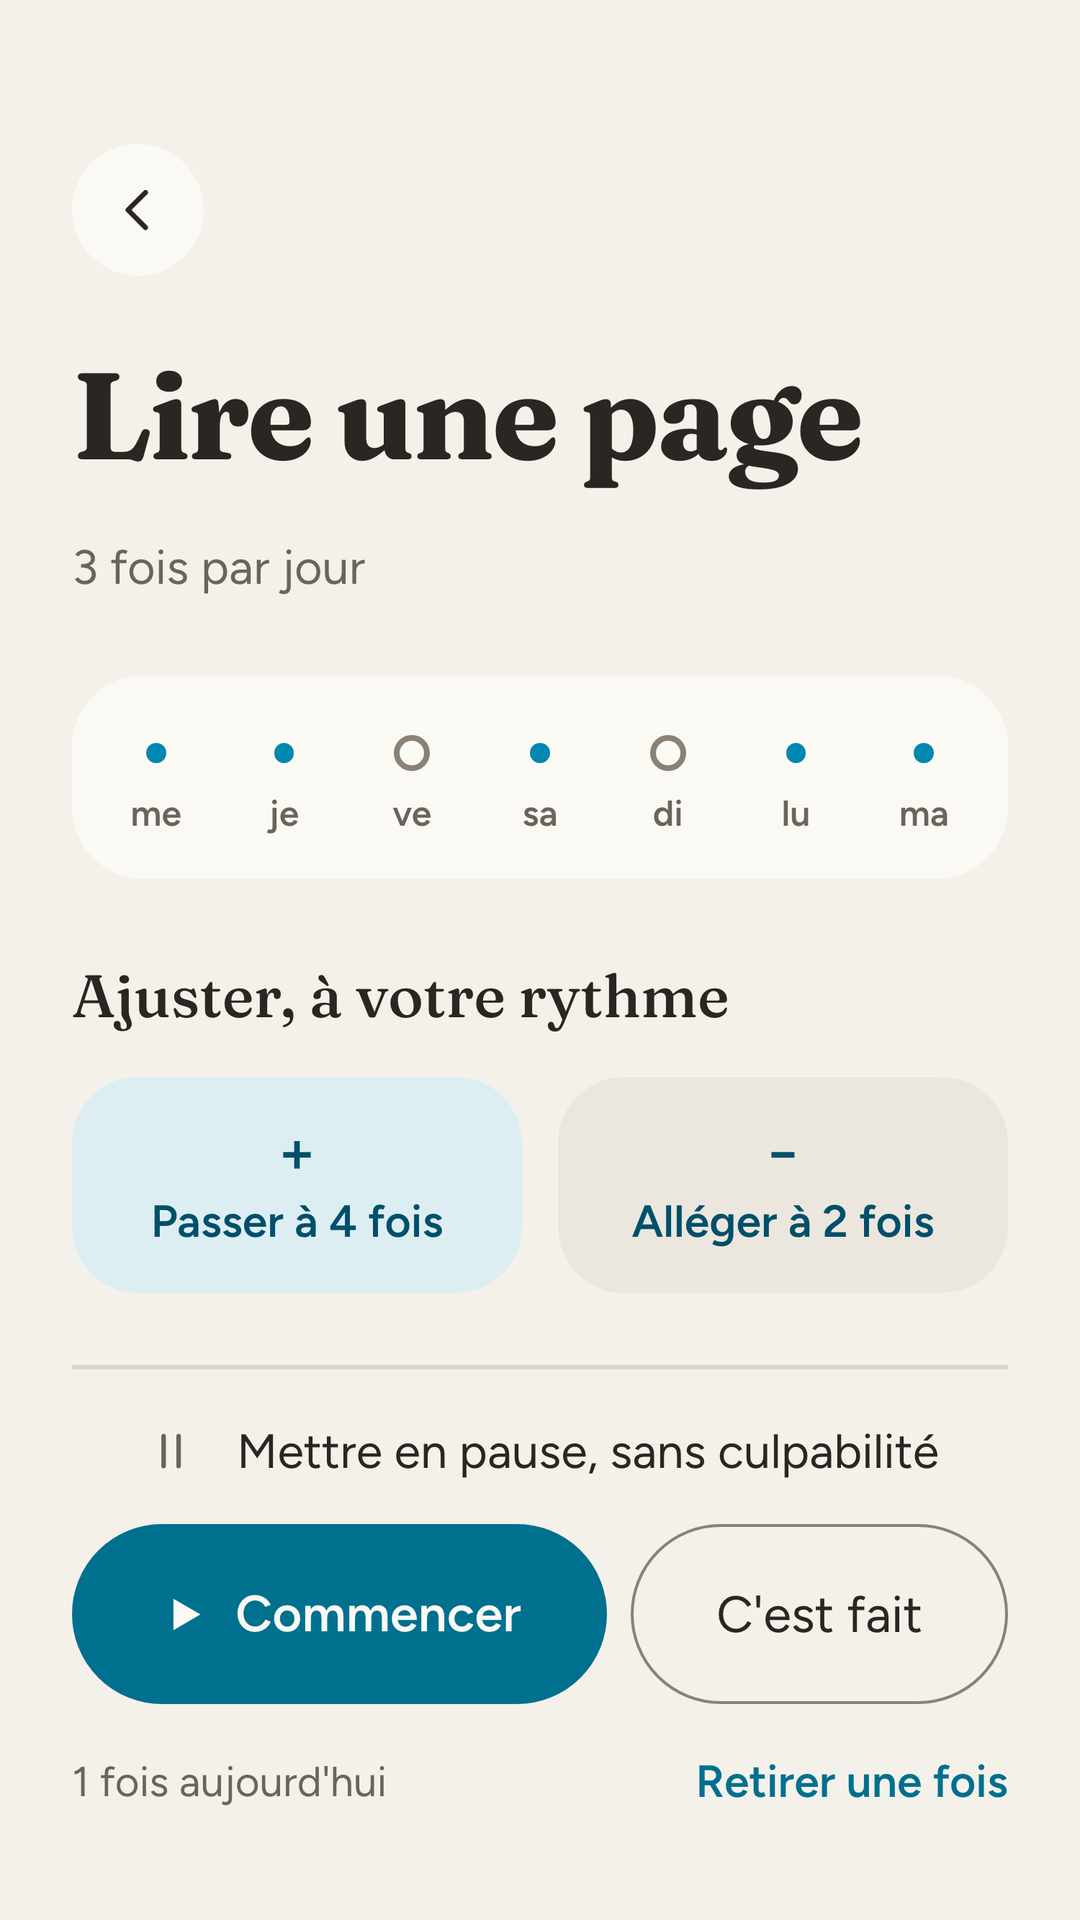 Lire une page
3 fois par jour
me je ve sa di lu ma
Ajuster, à votre rythme
+ −
Passer à 4 fois Alléger à 2 fois
Mettre en pause, sans culpabilité
Commencer C'est fait
1 fois aujourd'hui Retirer une fois